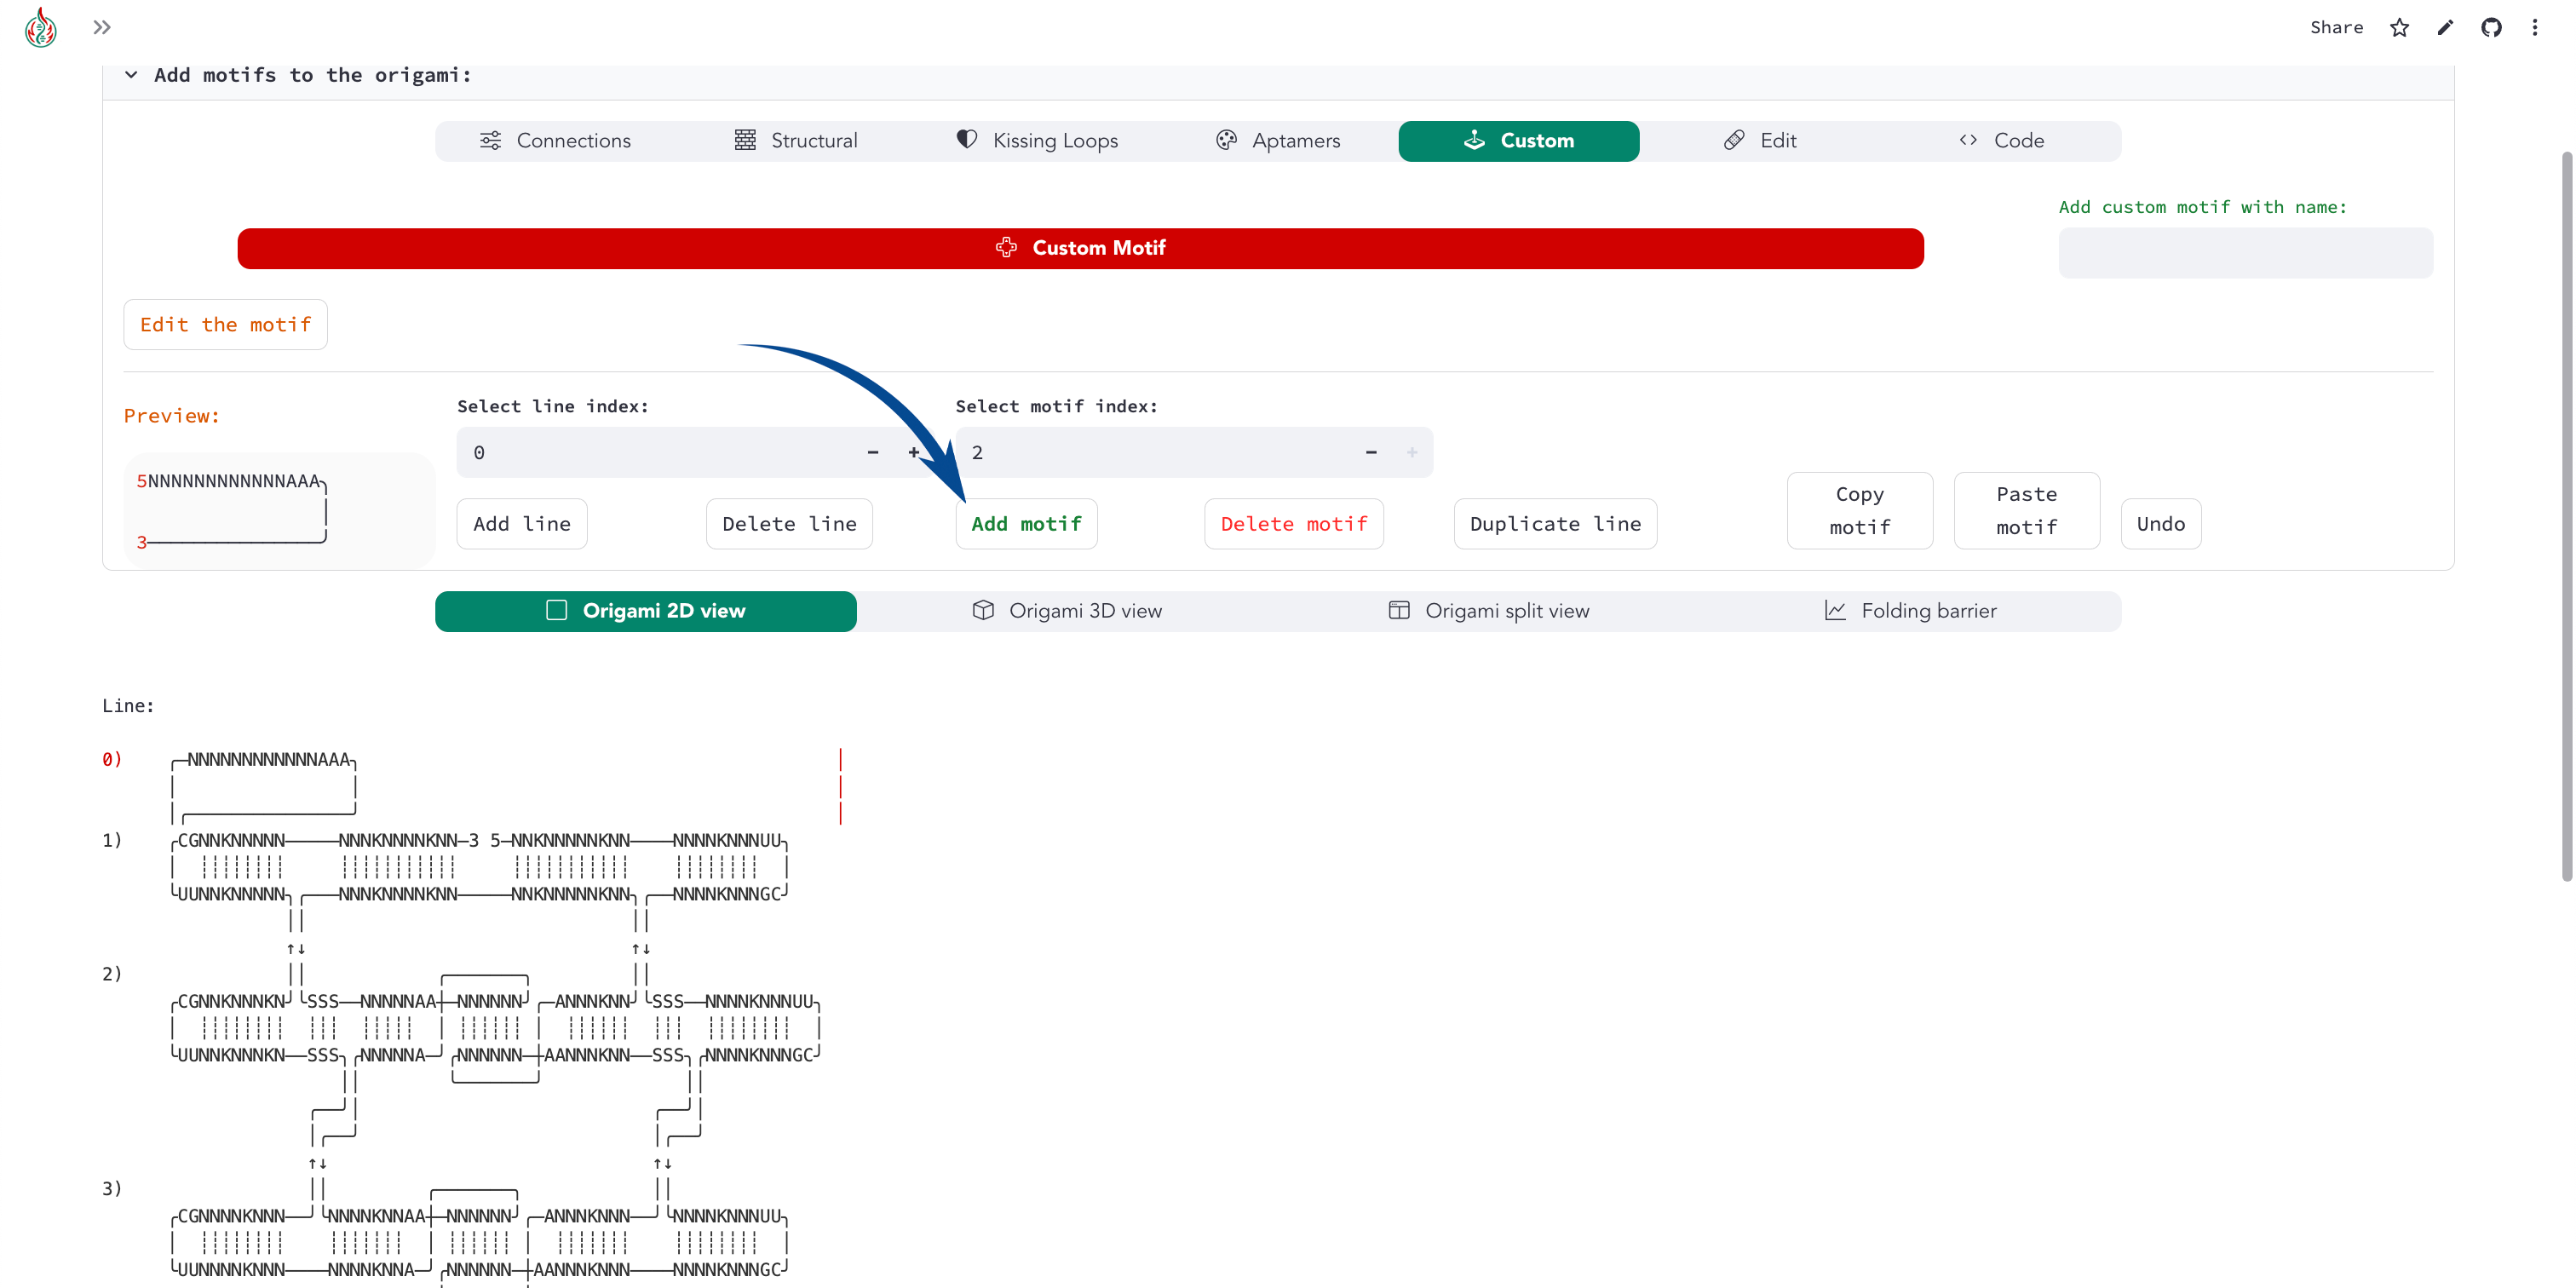 Share
Add motifs to the origami:
Connections Structural Kissing Loops Aptamers Custom Edit Code
Add custom motif with name:
Custom Motif
Edit the motif
Preview:
Select line index: Select motif index:
0 - + 2 - +
5NNNNNNNNNNNNAAA
3
Add line Delete line Add motif Delete motif Duplicate line Copy motif Paste motif Undo
Origami 2D view Origami 3D view Origami split view Folding barrier
Line:
0) NNNNNNNNNNNNAAA
1) CGNNKNNNNN NNNKNNNNKNN 3 5 NNKNNNNNKNN NNNNKNNNUU
UUNNKNNNNN NNNKNNNNKNN NNKNNNNNKNN NNNNKNNNGC
↑↓ ↑↓
2)
CGNNKNNNKN SSS NNNNNAA NNNNNN ANNNKNN SSS NNNNKNNNUU
UUNNKNNNKN SSS NNNNNA NNNNNN AANNNKNN SSS NNNNKNNNGC
↑↓ ↑↓
3)
CGNNNNKNNN NNNNKNNAA NNNNNN ANNNKNNN NNNNKNNNUU
UUNNNNKNNN NNNNKNNA NNNNNN AANNNKNNN NNNNKNNNGC